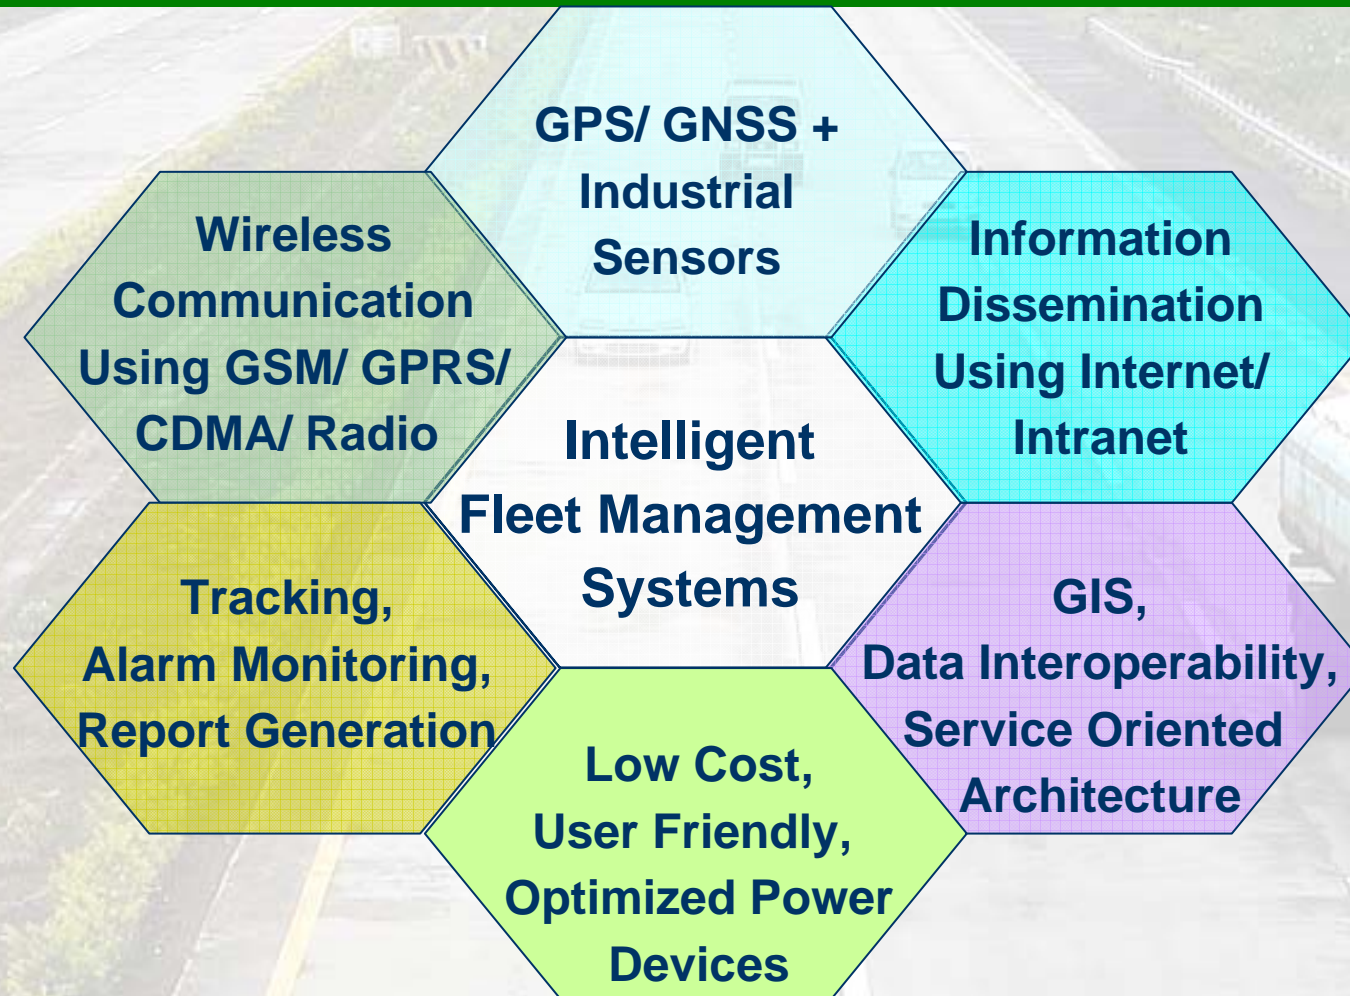 GPS/ GNSS +
Industrial
Sensors
Wireless
Communication
Using GSM/ GPRS/
CDMA/ Radio
Information
Dissemination
Using Internet/
Intranet
Intelligent
Fleet Management
Systems
Tracking,
Alarm Monitoring,
Report Generation
GIS,
Data Interoperability,
Service Oriented
Architecture
Low Cost,
User Friendly,
Optimized Power
Devices